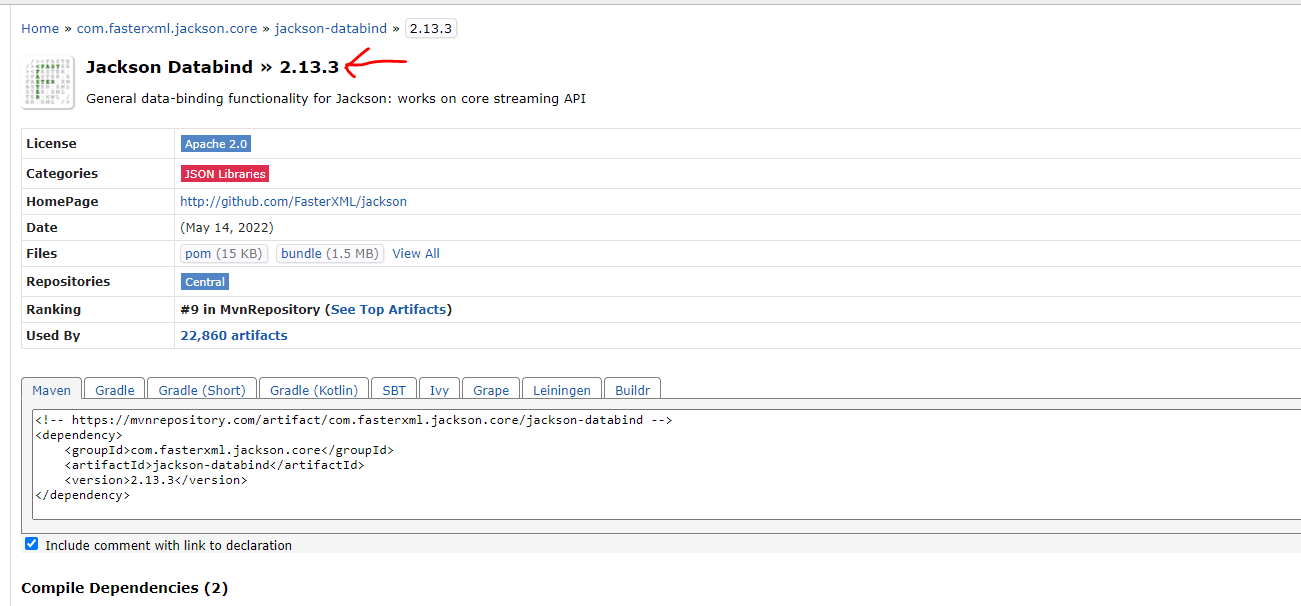 Home » com.fasterxml.jackson.core » jackson-databind » 2.13.3
Jackson Databind » 2.13.3
General data-binding functionality for Jackson: works on core streaming API
License Apache 2.0
Categories JSON Libraries
HomePage http://github.com/FasterXML/jackson
Date (May 14, 2022)
Files pom (15 KB) bundle (1.5 MB) View All
Repositories Central
Ranking #9 in MvnRepository (See Top Artifacts)
Used By 22,860 artifacts
Maven Gradle Gradle (Short) Gradle (Kotlin) SBT Ivy Grape Leiningen Buildr
<!-- https://mvnrepository.com/artifact/com.fasterxml.jackson.core/jackson-databind -->
<dependency>
    <groupId>com.fasterxml.jackson.core</groupId>
    <artifactId>jackson-databind</artifactId>
    <version>2.13.3</version>
</dependency>
Include comment with link to declaration
Compile Dependencies (2)